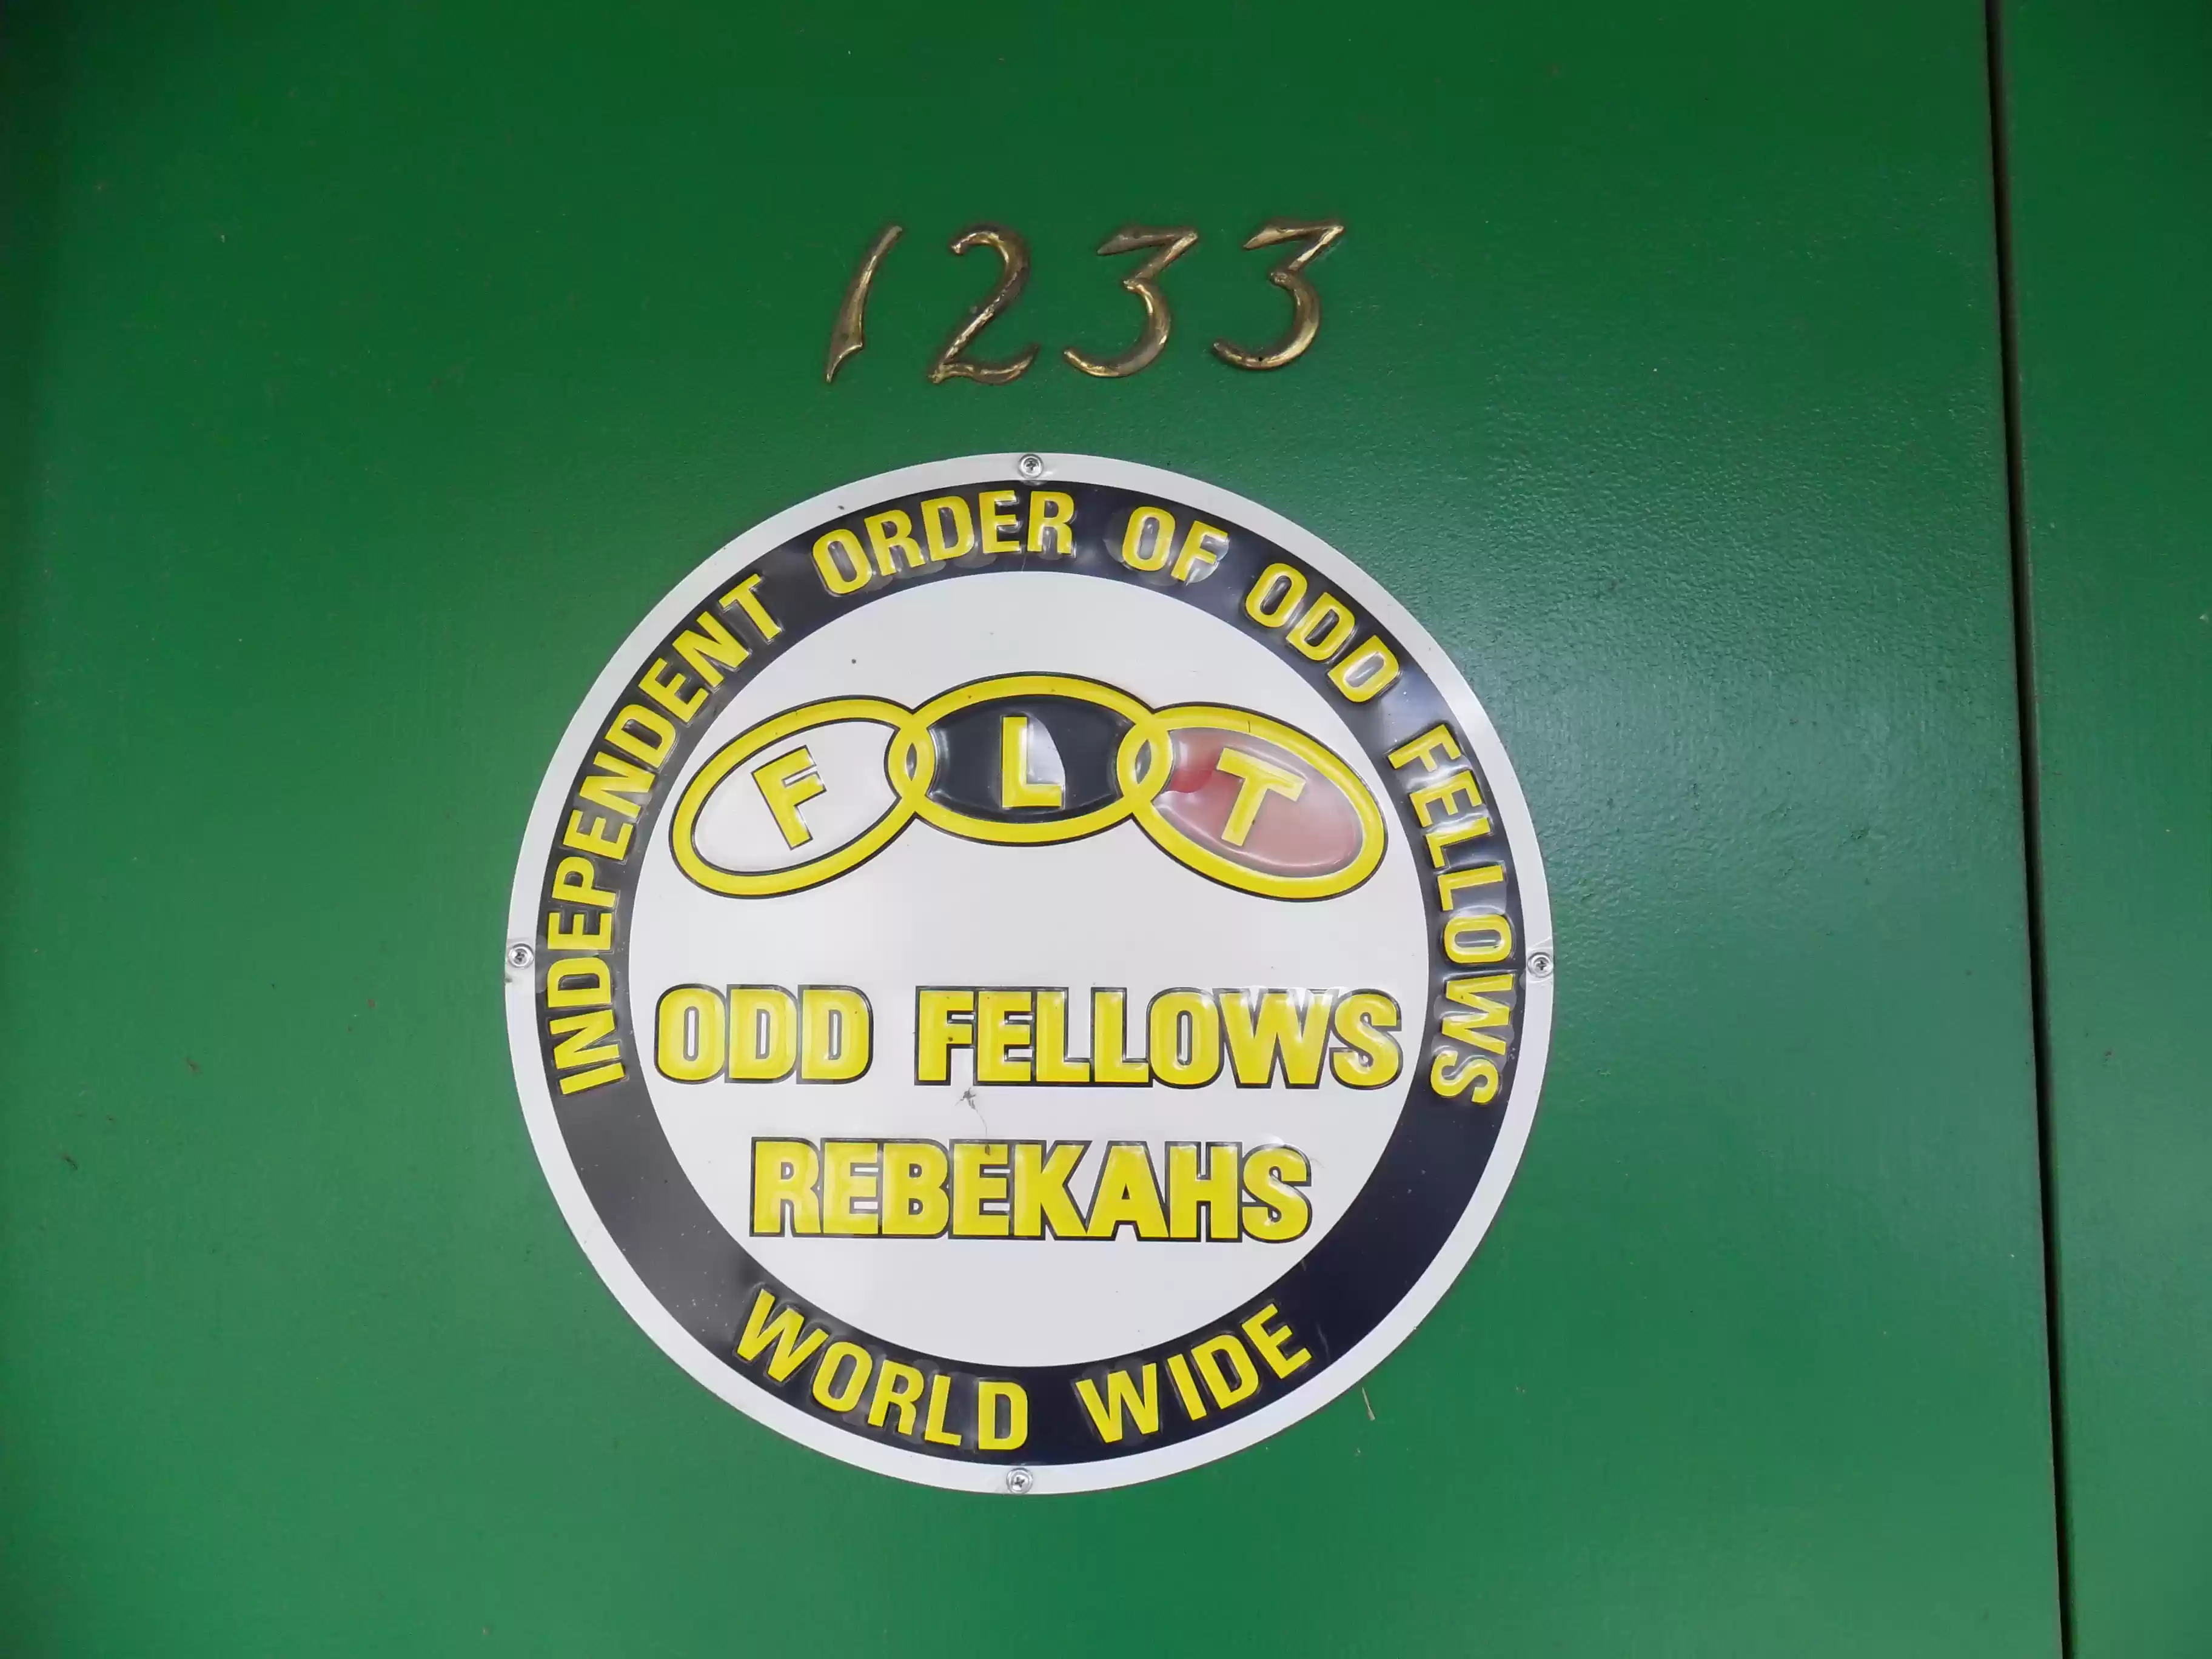 1233
INDEPENDENT ORDER OF ODD FELLOWS
F L T
ODD FELLOWS
REBEKAHS
WORLD WIDE